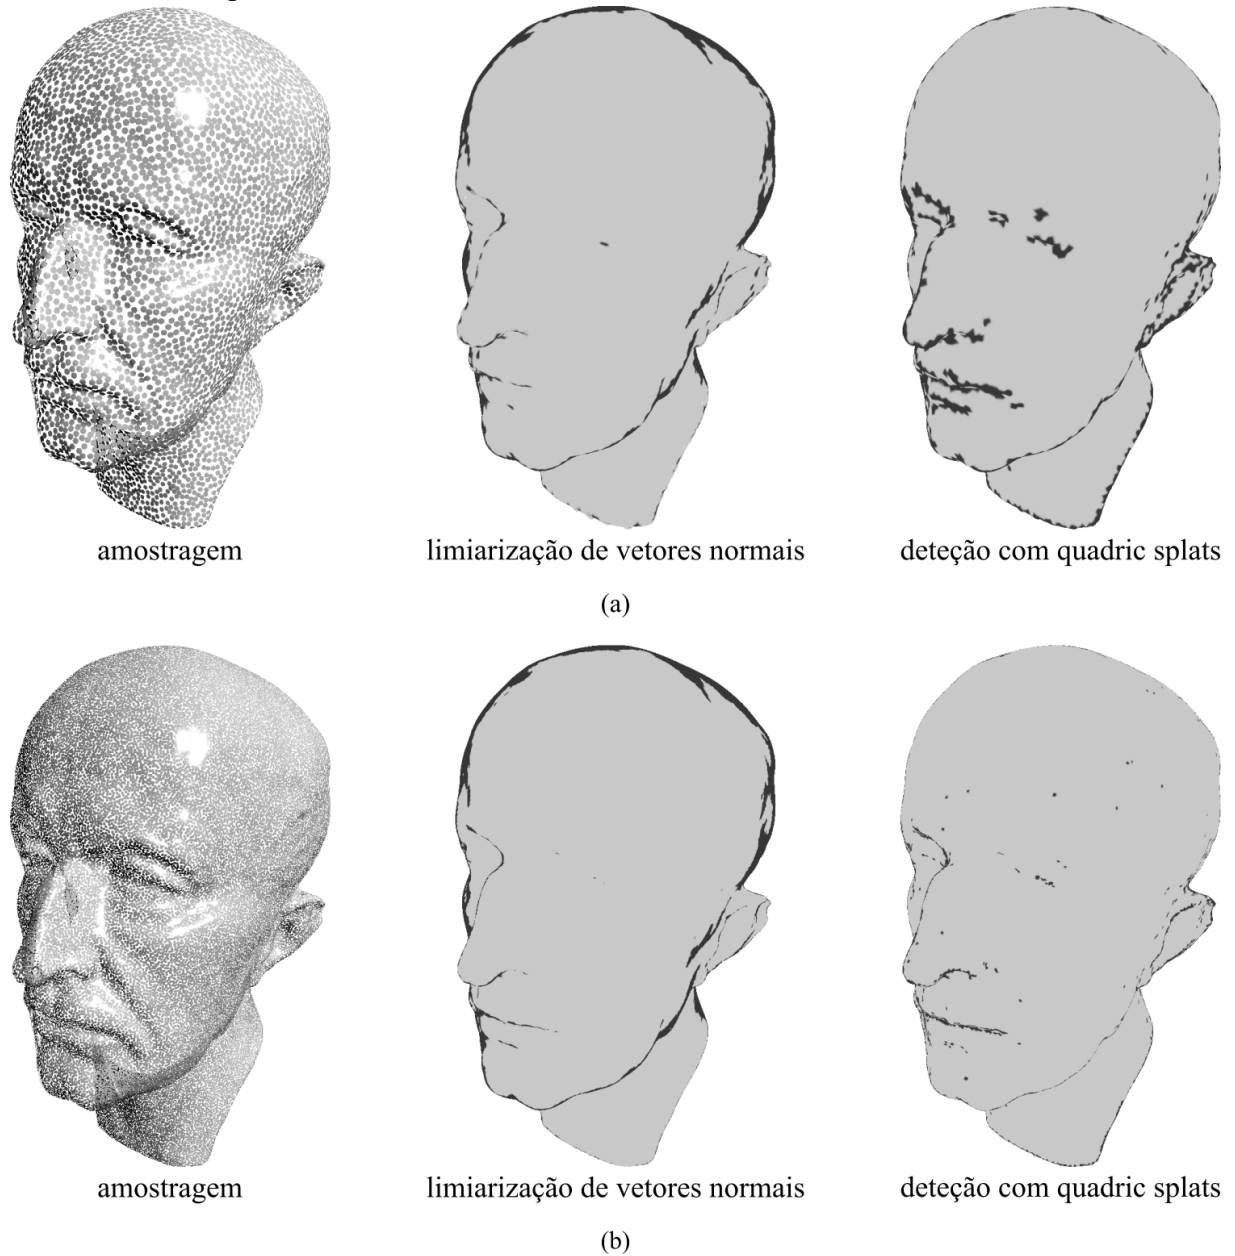 amostragem
limiarização de vetores normais
deteção com quadric splats
(a)
amostragem
limiarização de vetores normais
deteção com quadric splats
(b)